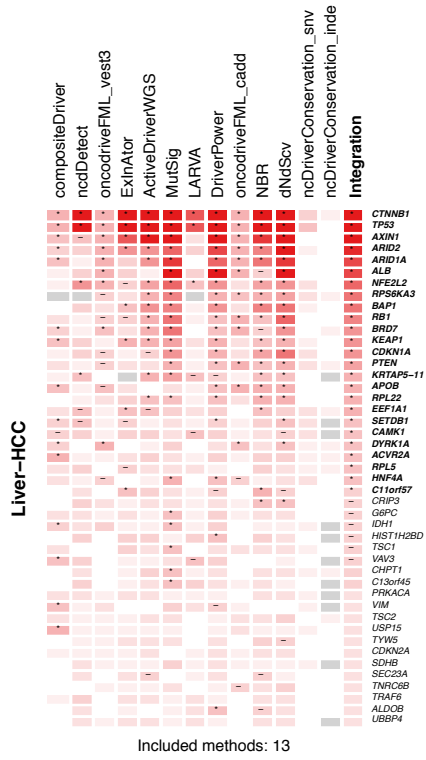 compositeDriver
ncdDetect
oncodriveFML_vest3
ExInAtor
ActiveDriverWGS
MutSig
LARVA
DriverPower
oncodriveFML_cadd
NBR
dNdScv
ncDriverConservation_snv
ncDriverConservation_inde
Integration
Liver–HCC
CTNNB1
TP53
AXIN1
ARID2
ARID1A
ALB
NFE2L2
RPS6KA3
BAP1
RB1
BRD7
KEAP1
CDKN1A
PTEN
KRTAP5−11
APOB
RPL22
EEF1A1
SETDB1
CAMK1
DYRK1A
ACVR2A
RPL5
HNF4A
C11orf57
CRIP3
G6PC
IDH1
HIST1H2BD
TSC1
VAV3
CHPT1
C13orf45
PRKACA
VIM
TSC2
USP15
TYW5
CDKN2A
SDHB
SEC23A
TNRC6B
TRAF6
ALDOB
UBBP4
Included methods: 13